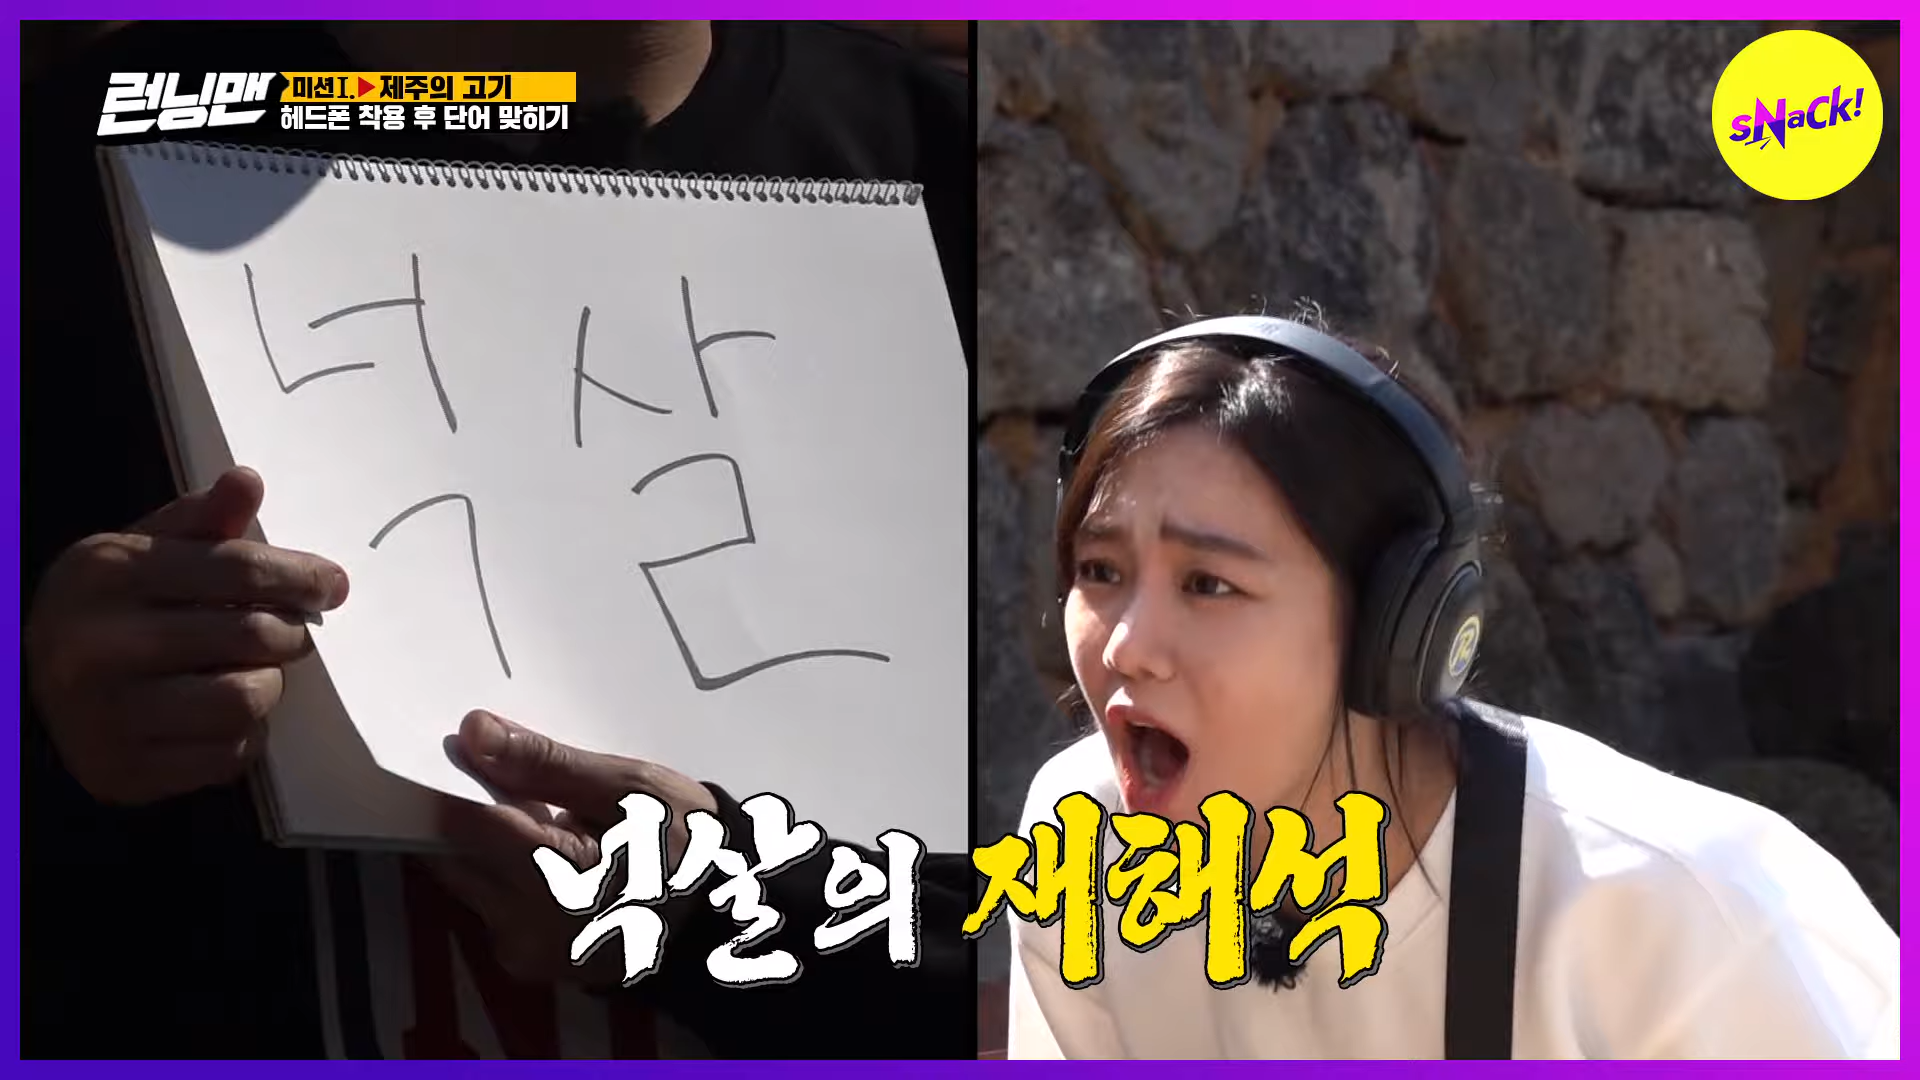 런닝맨 미션I.▶제주의 고기
헤드폰 착용 후 단어 맞히기
sNaCk!
넉살
넉살의 재해석